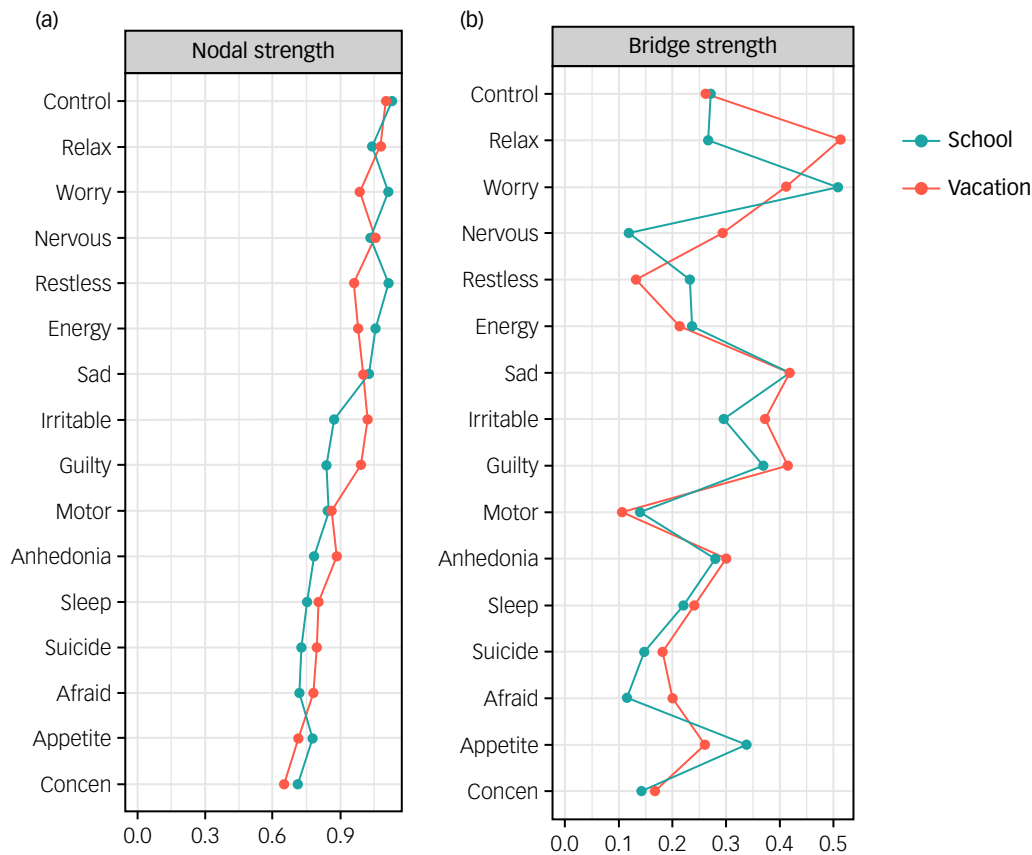 (a)
Nodal strength
Control
Relax
Worry
Nervous
Restless
Energy
Sad
Irritable
Guilty
Motor
Anhedonia
Sleep
Suicide
Afraid
Appetite
Concen
0.0 0.3 0.6 0.9
(b)
Bridge strength
Control
Relax
Worry
Nervous
Restless
Energy
Sad
Irritable
Guilty
Motor
Anhedonia
Sleep
Suicide
Afraid
Appetite
Concen
0.0 0.1 0.2 0.3 0.4 0.5
School
Vacation